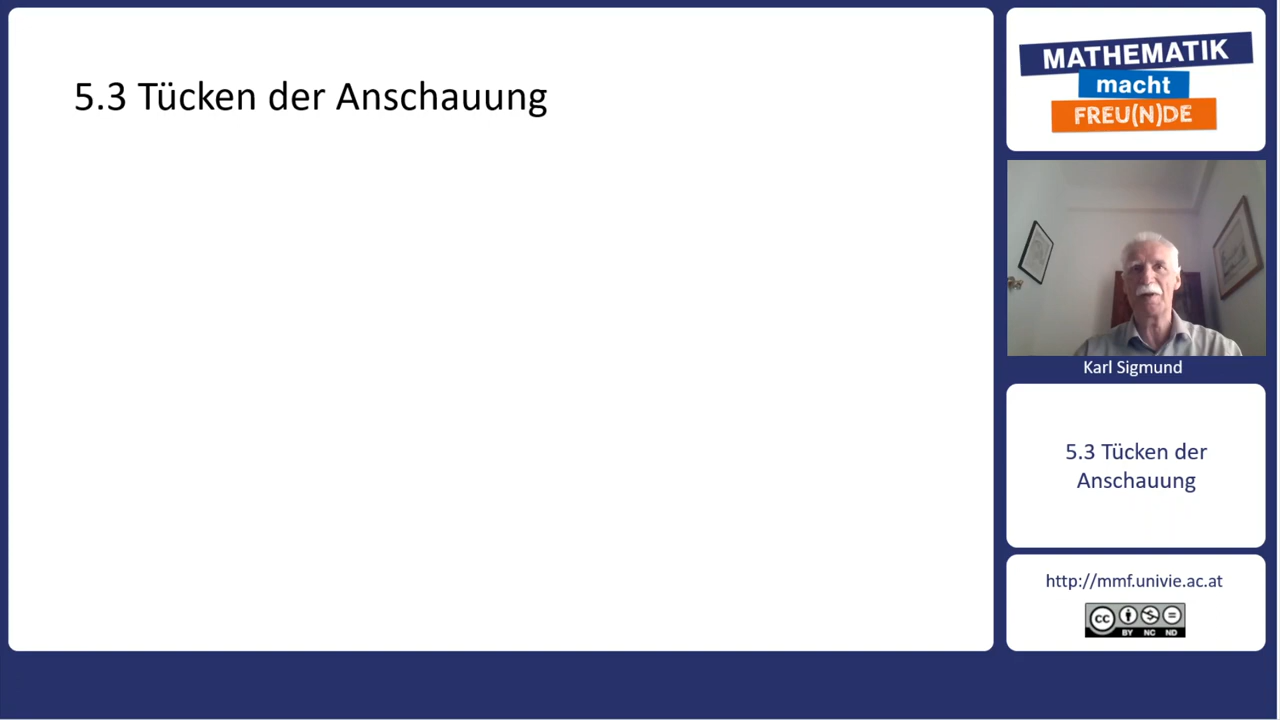 5.3 Tücken der Anschauung
MATHEMATIK
macht
FREU(N)DE
Karl Sigmund
5.3 Tücken der
Anschauung
http://mmf.univie.ac.at
CC
BY NC ND